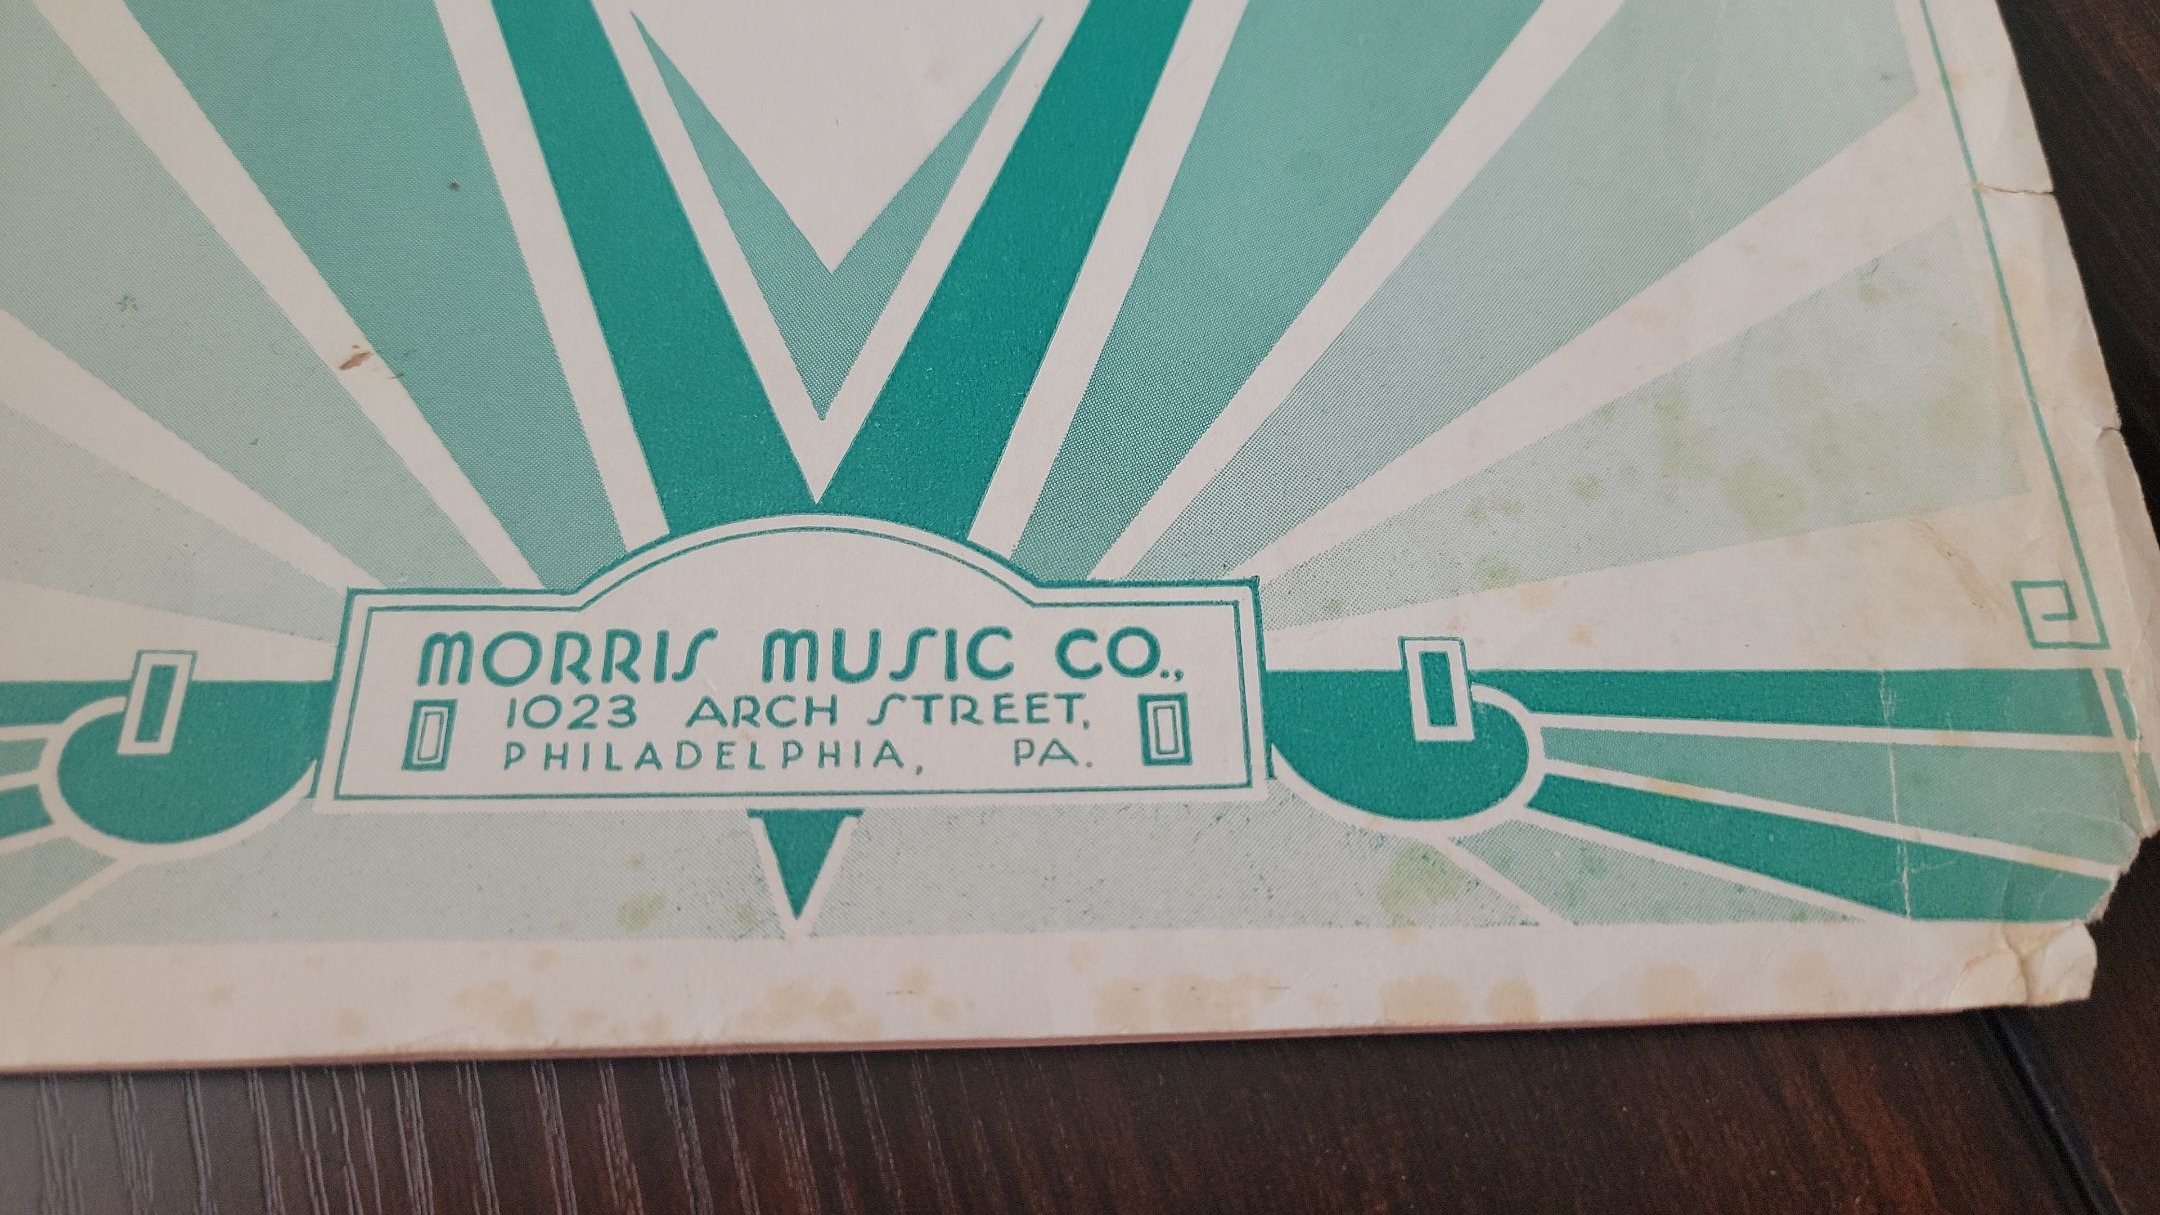 MORRIS MUSIC CO.,
1023 ARCH STREET,
PHILADELPHIA, PA.